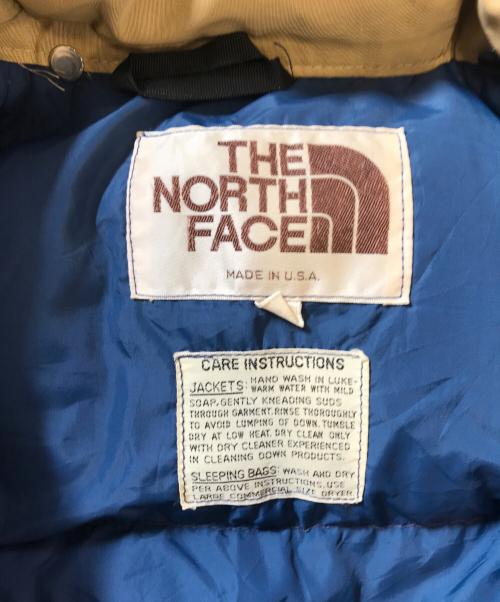 THE
NORTH
FACE
MADE IN U.S.A.
CARE INSTRUCTIONS
JACKETS: HAND WASH IN LUKE-
WARM WATER WITH MILD
SOAP. GENTLY KNEADING SUDS
THROUGH GARMENT. RINSE THOROUGHLY
TO AVOID LUMPING OF DOWN. TUMBLE
DRY AT LOW HEAT. DRY CLEAN ONLY
WITH DRY CLEANER EXPERIENCED
IN CLEANING DOWN PRODUCTS.
SLEEPING BAGS: WASH AND DRY
PER ABOVE INSTRUCTIONS. USE
LARGE COMMERCIAL SIZE DRYER